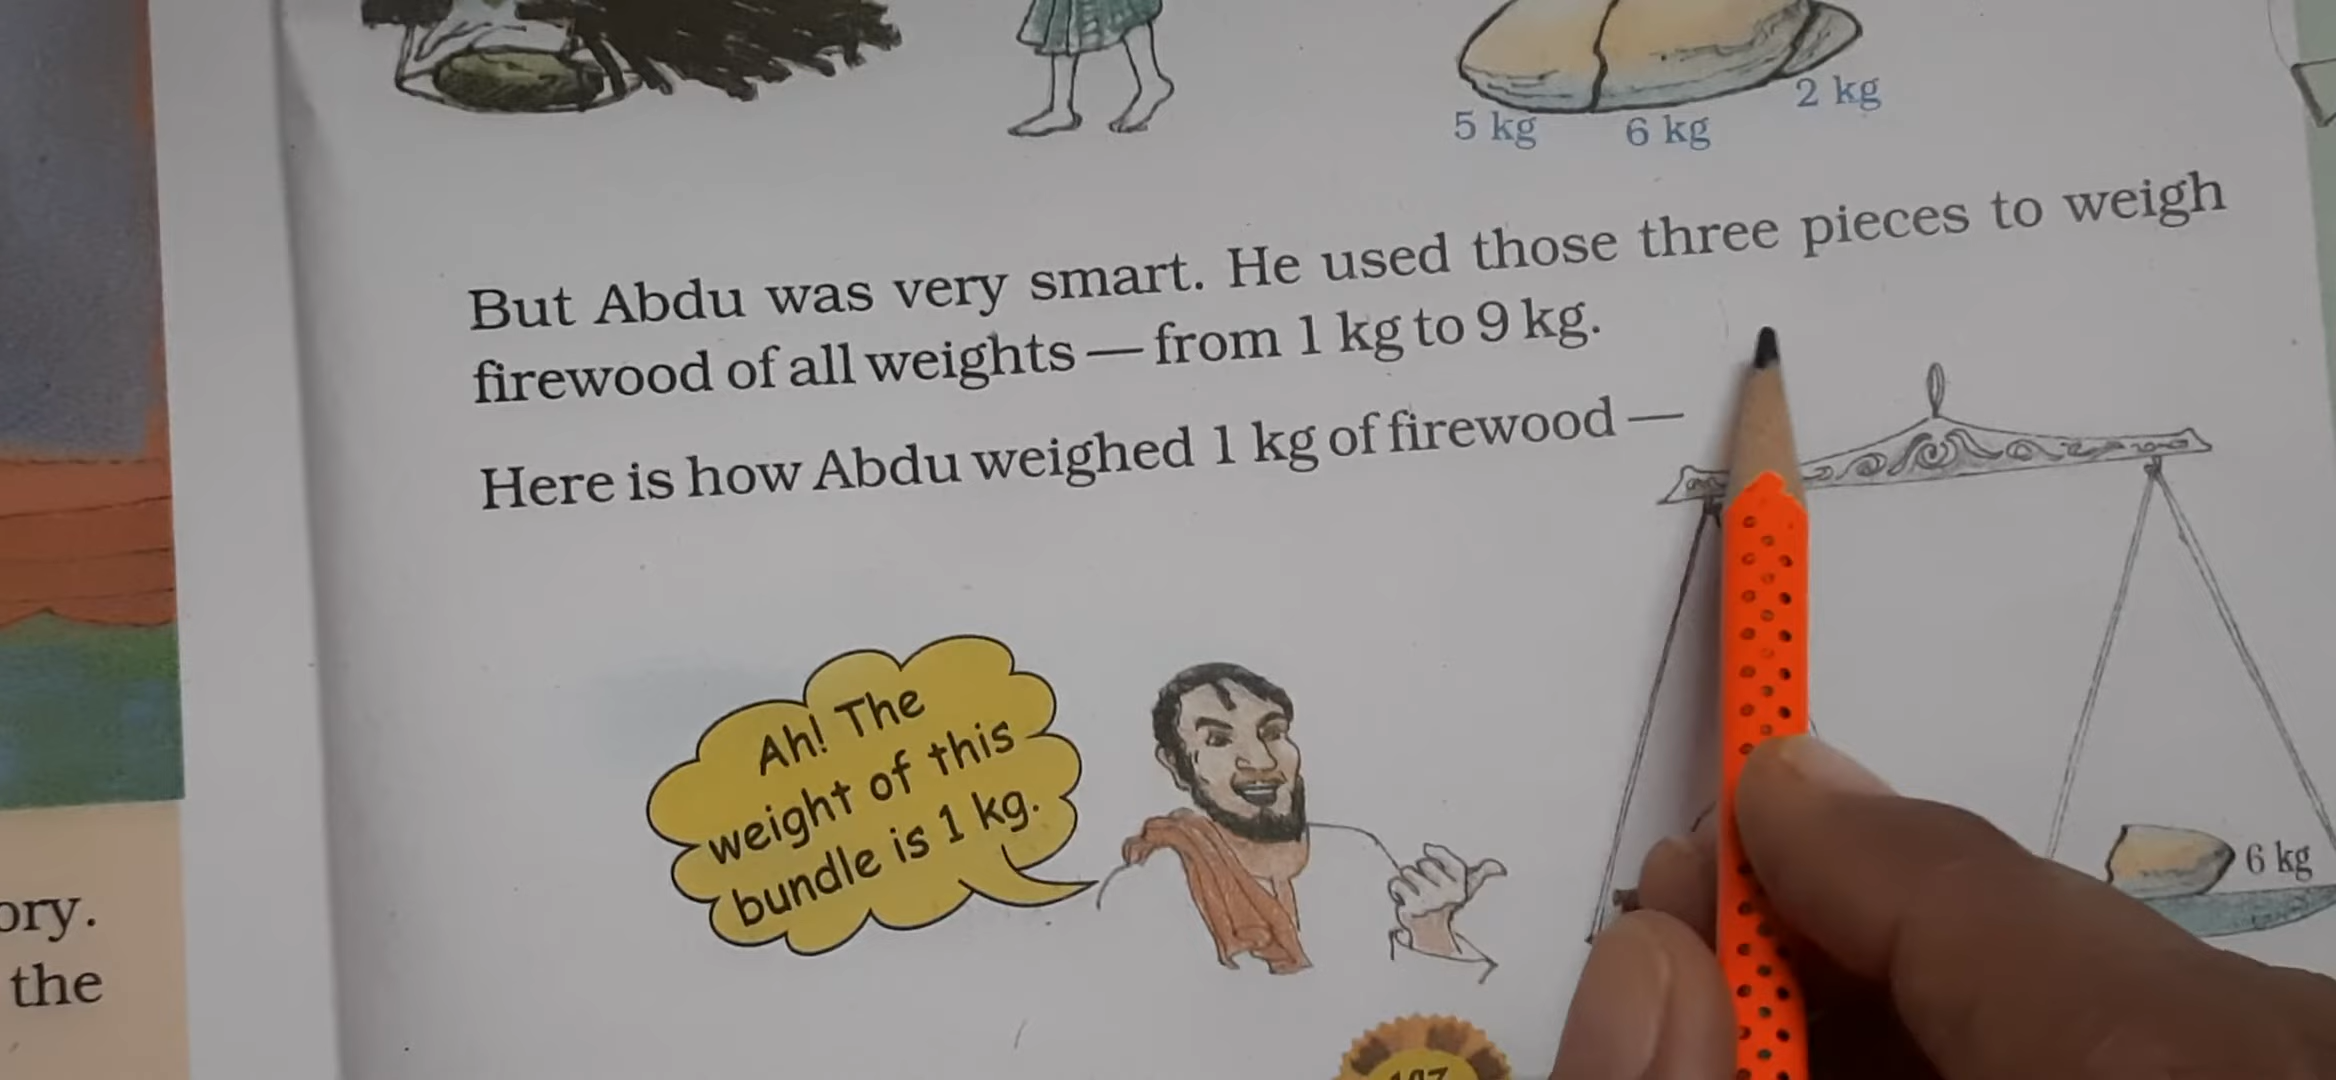 5 kg
6 kg
2 kg
But Abdu was very smart. He used those three pieces to weigh
firewood of all weights — from 1 kg to 9 kg.
Here is how Abdu weighed 1 kg of firewood —
Ah! The
weight of this
bundle is 1 kg.
6 kg
ory.
the